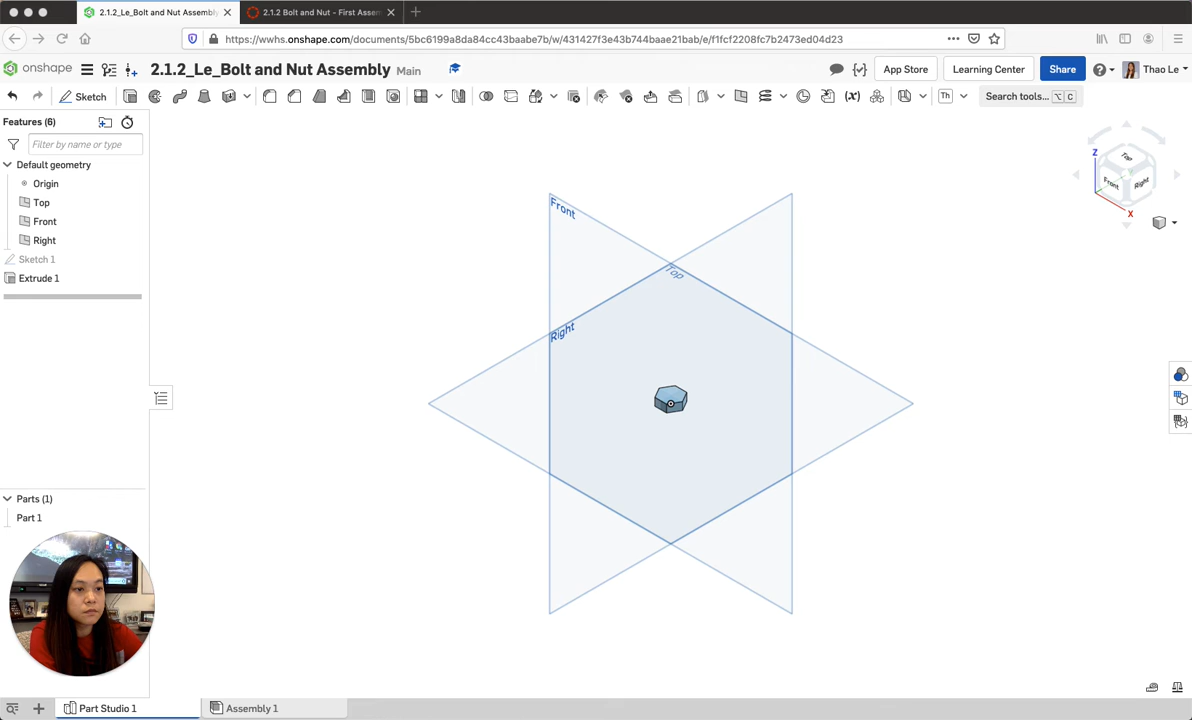 2.1.2_Le_Bolt and Nut Assembly
2.1.2 Bolt and Nut - First Assem
https://wwhs.onshape.com/documents/5bc6199a8da84cc43baabe7b/w/431427f3e43b744baae21bab/e/f1fcf2208fc7b2473ed04d23
onshape
2.1.2_Le_Bolt and Nut Assembly Main
App Store
Learning Center
Share
Thao Le
Sketch
Th
Search tools... ⌥ C
Features (6)
Filter by name or type
Default geometry
Origin
Top
Front
Right
Sketch 1
Extrude 1
Front
Top
Right
Z
Top
Front
Right
X
Parts (1)
Part 1
Part Studio 1
Assembly 1